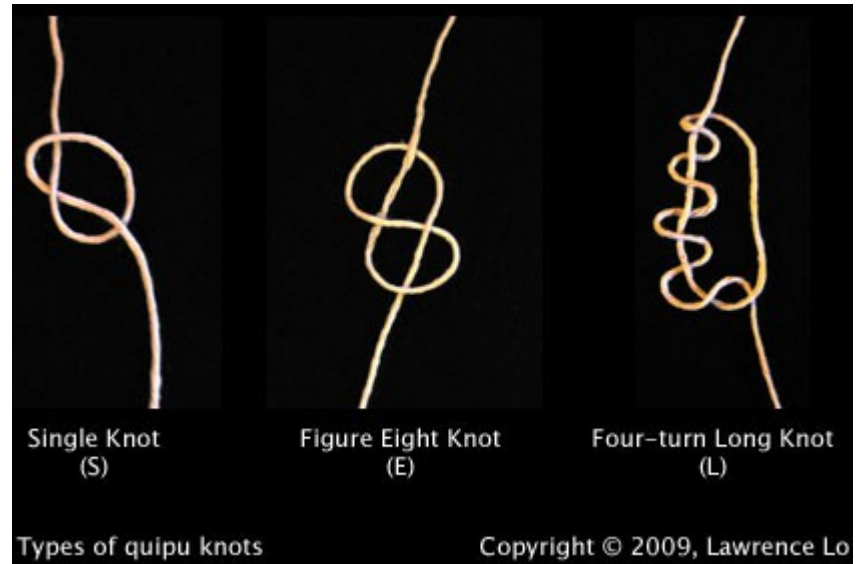 Single Knot
(S)
Figure Eight Knot
(E)
Four-turn Long Knot
(L)
Types of quipu knots
Copyright © 2009, Lawrence Lo